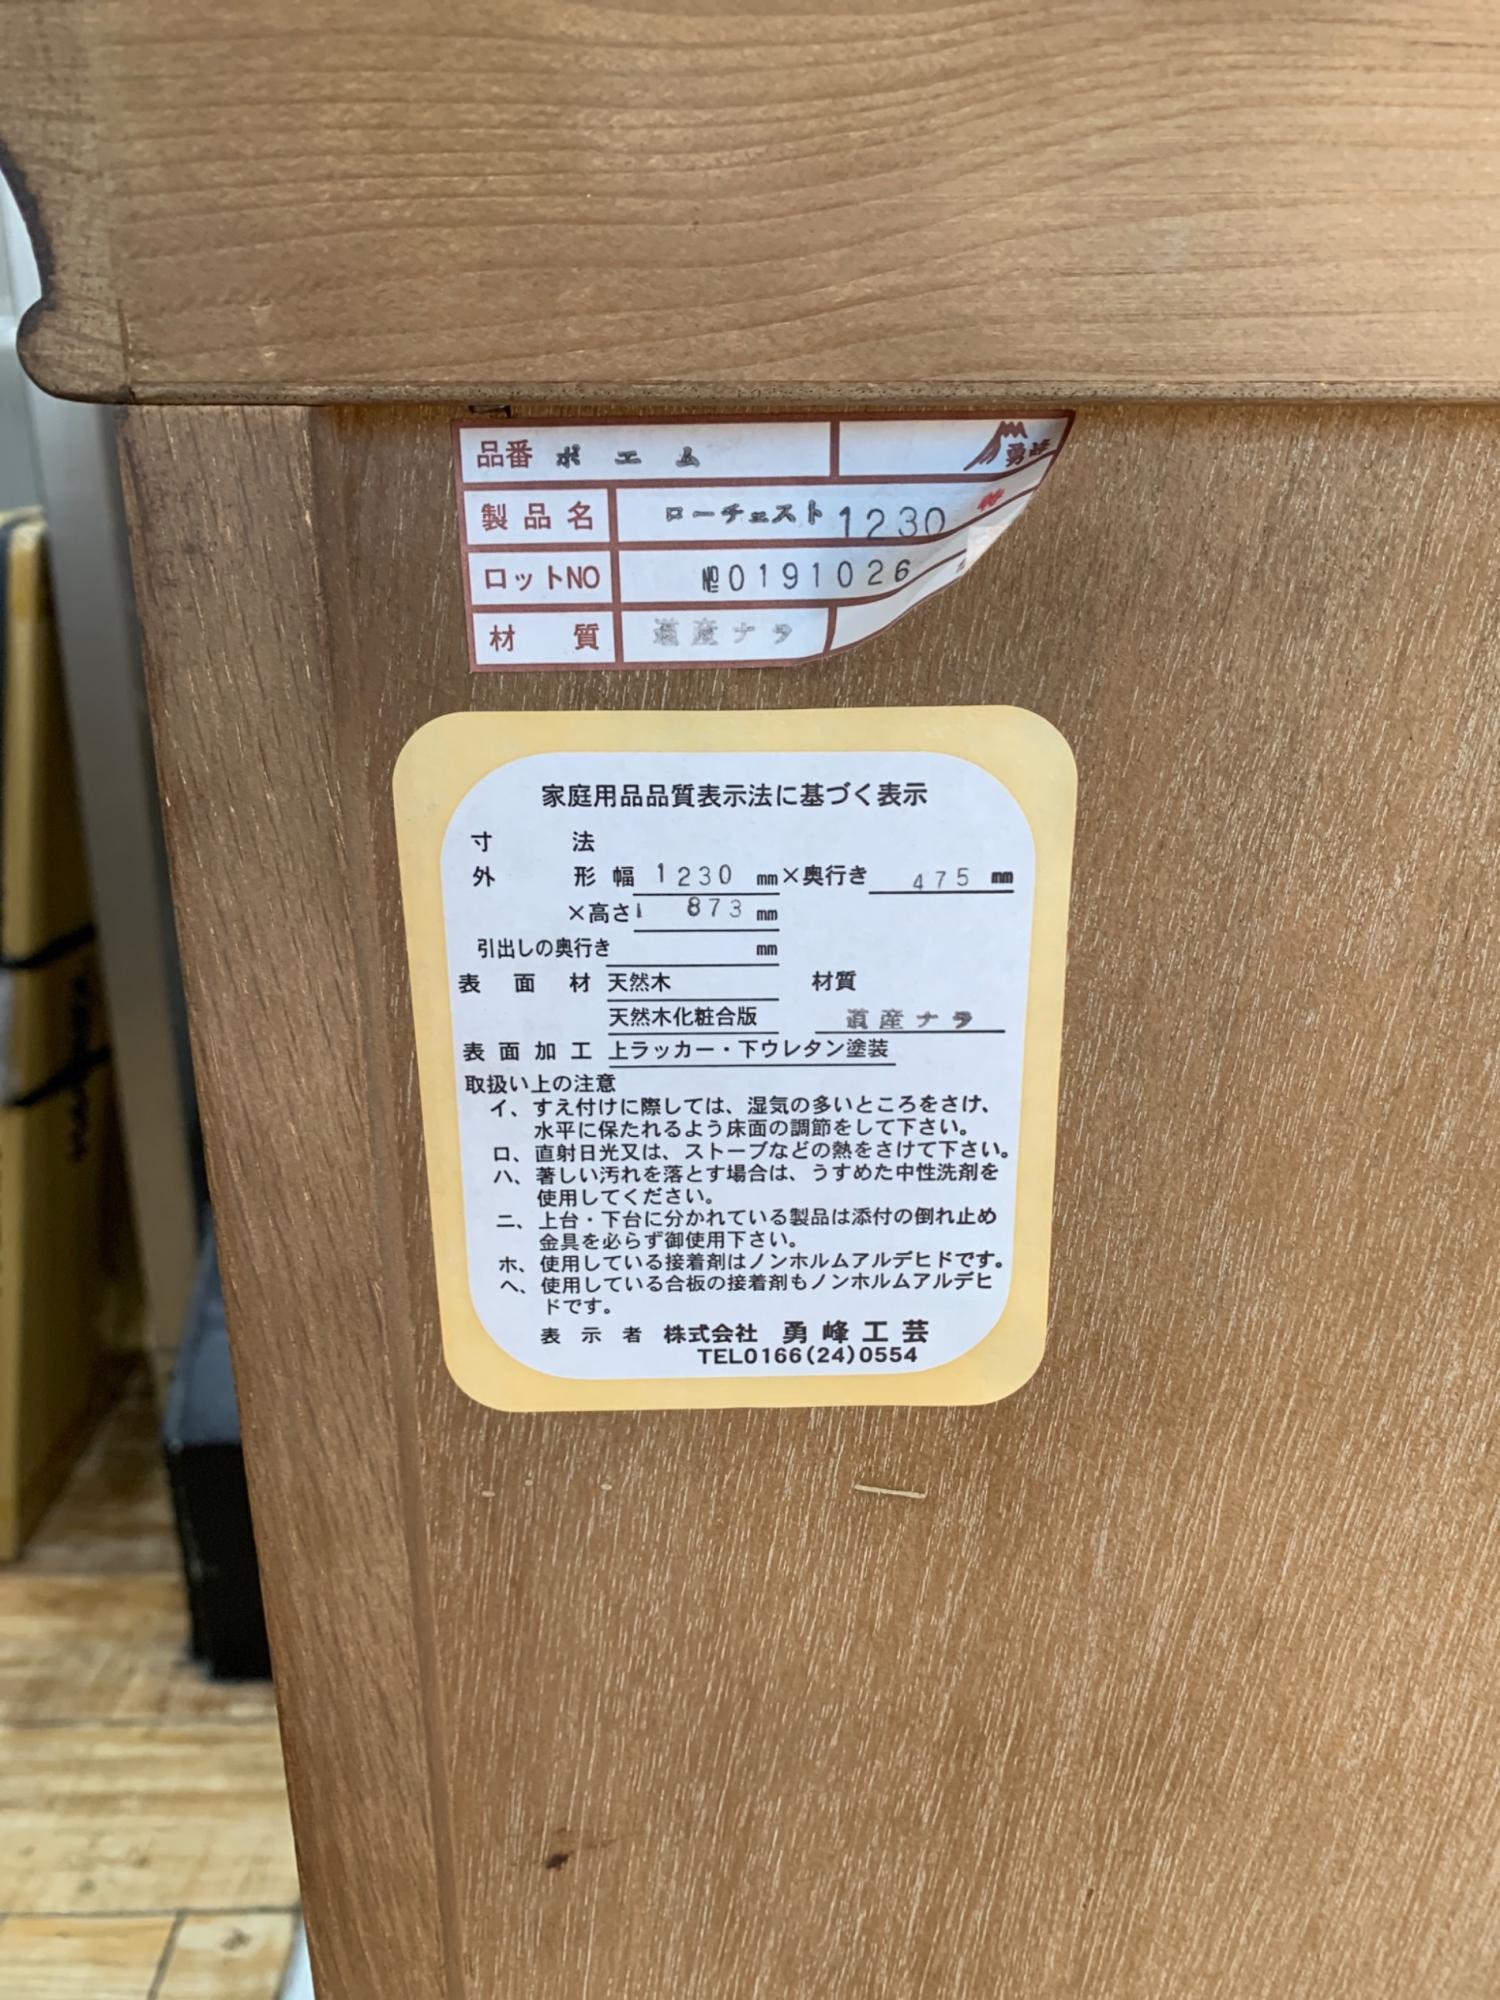 品番 ポエム 勇峰
製品名 ローチェスト1230
ロットNO №0191026
材質 道産ナラ
家庭用品品質表示法に基づく表示
寸法
外形 幅 1230 mm×奥行き 475 mm
×高さ 873 mm
引出しの奥行き mm
表面材 天然木 材質
天然木化粧合版 道産ナラ
表面加工 上ラッカー・下ウレタン塗装
取扱い上の注意
イ、すえ付けに際しては、湿気の多いところをさけ、
水平に保たれるよう床面の調節をして下さい。
ロ、直射日光又は、ストーブなどの熱をさけて下さい。
ハ、著しい汚れを落とす場合は、うすめた中性洗剤を
使用してください。
ニ、上台・下台に分かれている製品は添付の倒れ止め
金具を必らず御使用下さい。
ホ、使用している接着剤はノンホルムアルデヒドです。
ヘ、使用している合板の接着剤もノンホルムアルデヒ
ドです。
表示者 株式会社 勇峰工芸
TEL0166(24)0554